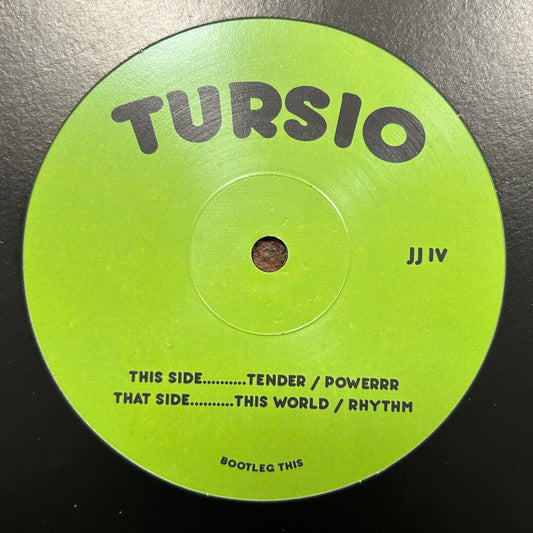 TURSIO
JJ IV
THIS SIDE..........TENDER / POWERRR
THAT SIDE..........THIS WORLD / RHYTHM
BOOTLEG THIS